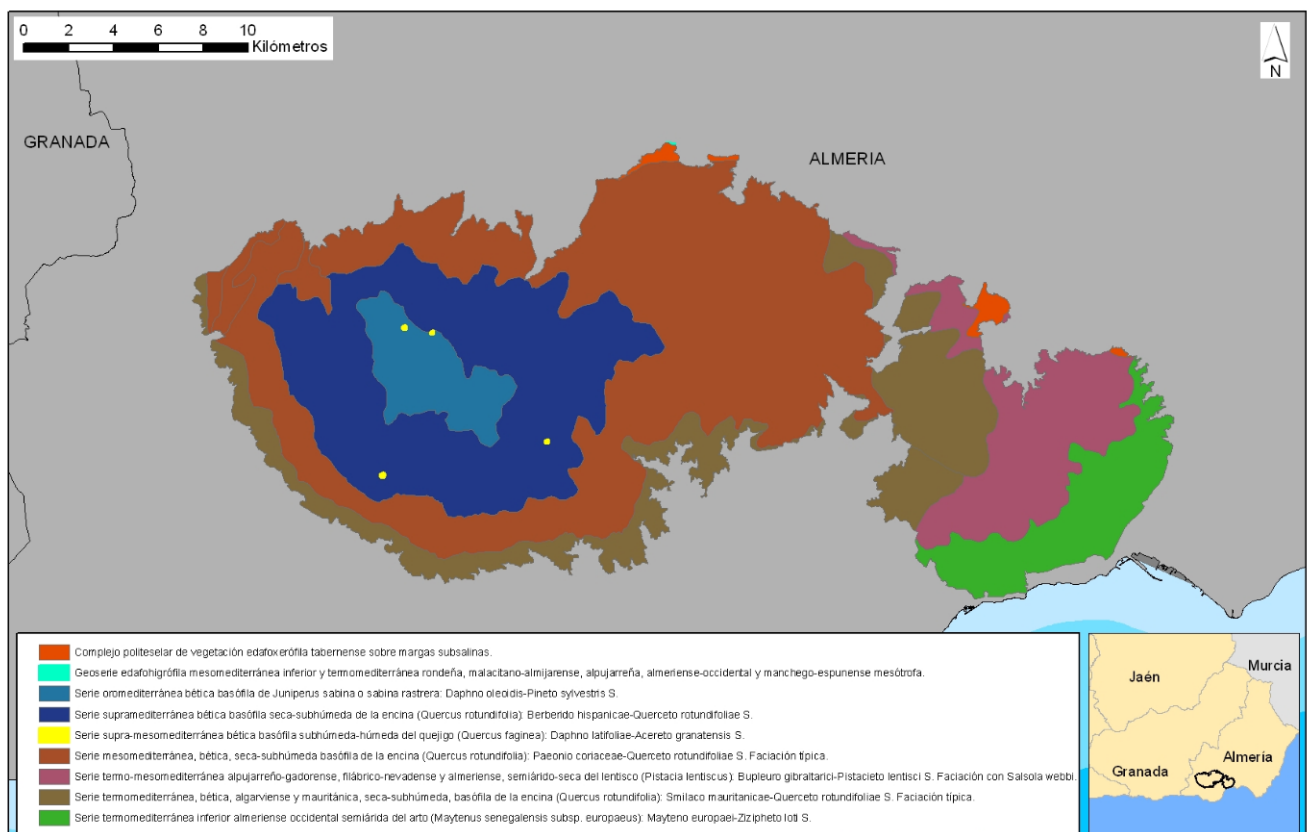 0 2 4 6 8 10
Kilómetros
N
GRANADA
ALMERIA
Complejo politeselar de vegetación edafoxerófila tabernense sobre margas subsalinas.
Geoserie edafohigrófila mesomediterránea inferior y termomediterránea rondeña, malacitano-almijarense, alpujarreña, almeriense-occidental y manchego-espunense mesótrofa.
Serie oromediterránea bética basófila de Juniperus sabina o sabina rastrera: Daphno oleoidis-Pineto sylvestris S.
Serie supramediterránea bética basófila seca-subhúmeda de la encina (Quercus rotundifolia): Berberido hispanicae-Querceto rotundifoliae S.
Serie supra-mesomediterránea bética basófila subhúmeda-húmeda del quejigo (Quercus faginea): Daphno latifoliae-Acereto granatensis S.
Serie mesomediterránea, bética, seca-subhúmeda basófila de la encina (Quercus rotundifolia): Paeonio coriaceae-Querceto rotundifoliae S. Faciación típica.
Serie termo-mesomediterránea alpujarreño-gadorense, filábrico-nevadense y almeriense, semiárido-seca del lentisco (Pistacia lentiscus): Bupleuro gibraltarici-Pistacieto lentisci S. Faciación con Salsola webbi.
Serie termomediterránea, bética, algarviense y mauritánica, seca-subhúmeda, basófila de la encina (Quercus rotundifolia): Smilaco mauritanicae-Querceto rotundifoliae S. Faciación típica.
Serie termomediterránea inferior almeriense occidental semiárida del arto (Maytenus senegalensis subsp. europaeus): Mayteno europaei-Zizipheto loti S.
Jaén
Murcia
Almería
Granada